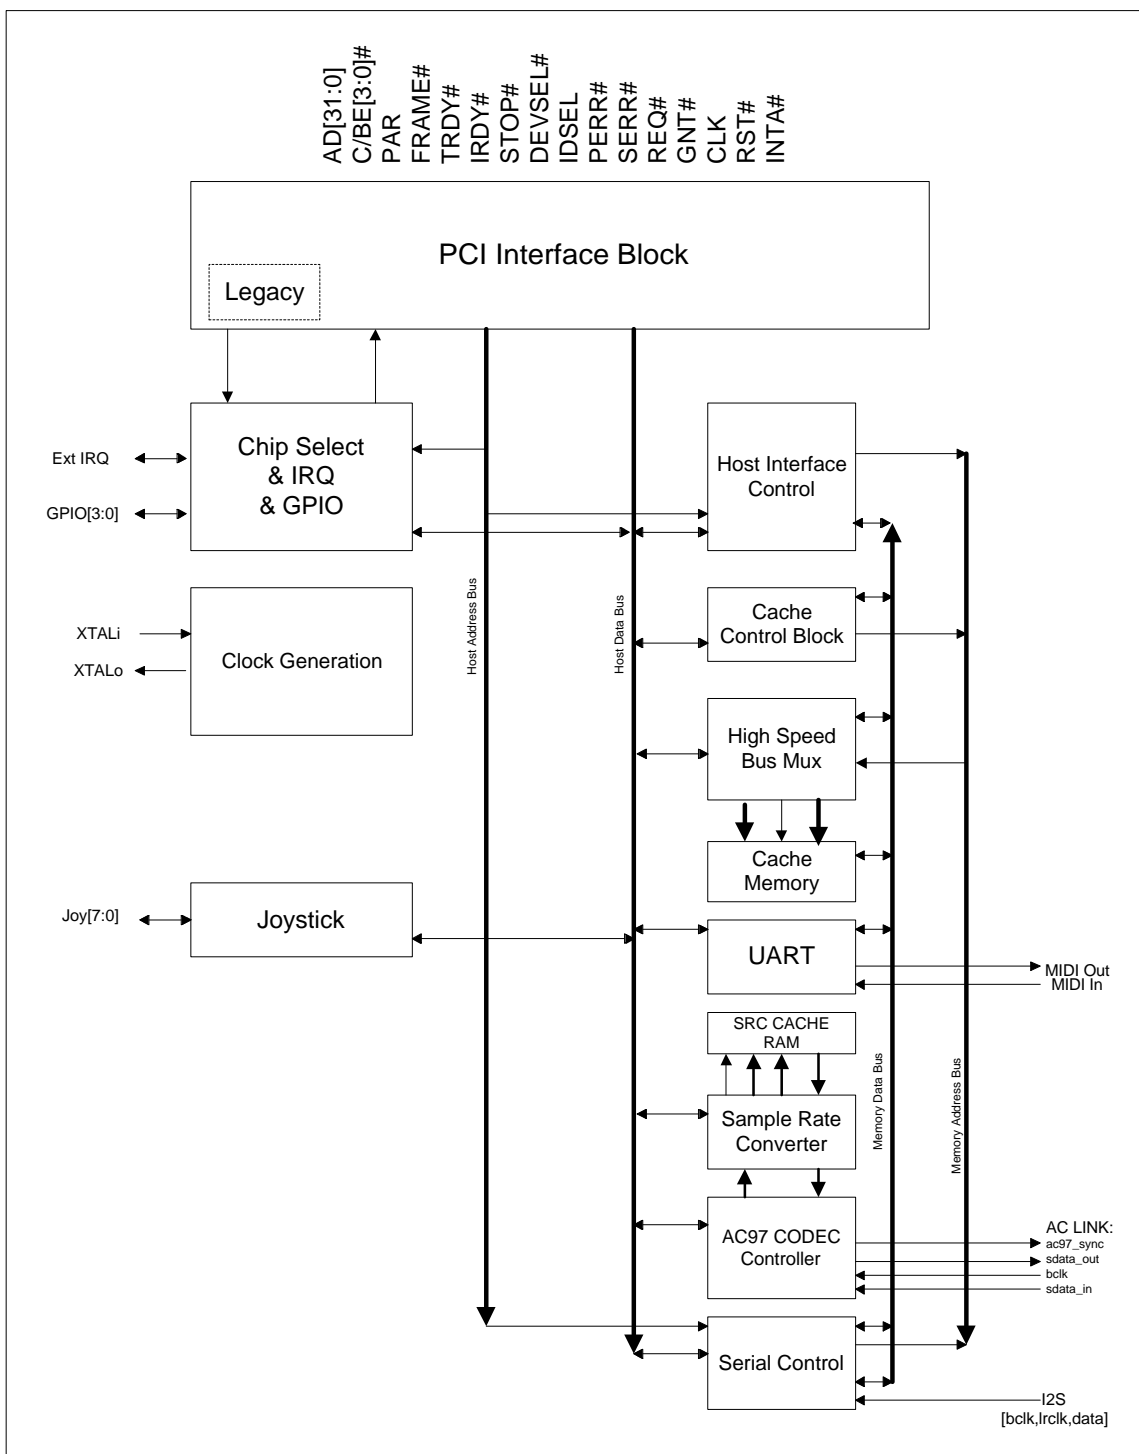 AD[31:0]
C/BE[3:0]#
PAR
FRAME#
TRDY#
IRDY#
STOP#
DEVSEL#
IDSEL
PERR#
SERR#
REQ#
GNT#
CLK
RST#
INTA#
PCI Interface Block
Legacy
Chip Select
& IRQ
& GPIO
Ext IRQ
GPIO[3:0]
Host Interface
Control
XTALi
XTALo
Clock Generation
Host Address Bus
Host Data Bus
Cache
Control Block
High Speed
Bus Mux
Cache
Memory
Joy[7:0]
Joystick
UART
MIDI Out
MIDI In
SRC CACHE
RAM
Sample Rate
Converter
Memory Data Bus
Memory Address Bus
AC97 CODEC
Controller
AC LINK:
ac97_sync
sdata_out
bclk
sdata_in
Serial Control
I2S
[bclk,lrclk,data]